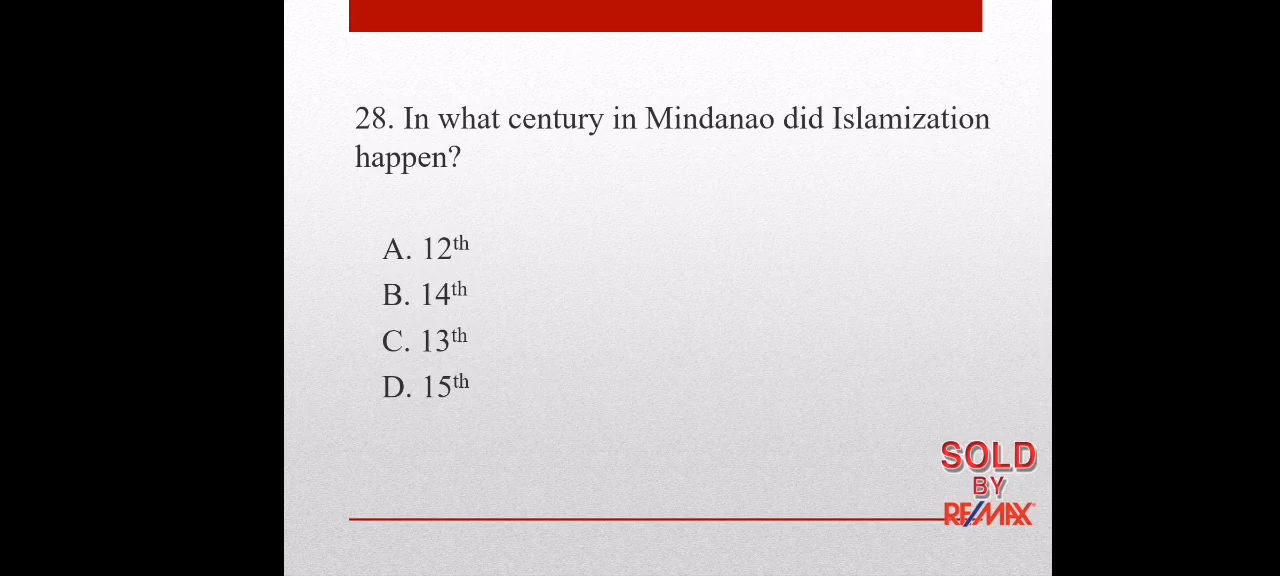 28. In what century in Mindanao did Islamization
happen?
A. 12th
B. 14th
C. 13th
D. 15th
SOLD
BY
RE/MAX